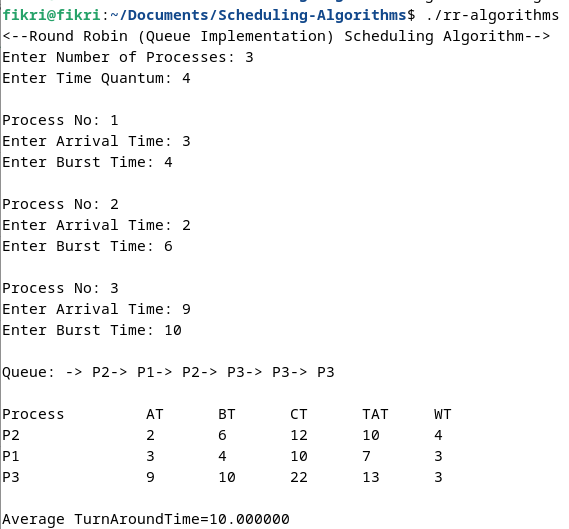 fikri@fikri:~/Documents/Scheduling-Algorithms$ ./rr-algorithms
<--Round Robin (Queue Implementation) Scheduling Algorithm-->
Enter Number of Processes: 3
Enter Time Quantum: 4
Process No: 1
Enter Arrival Time: 3
Enter Burst Time: 4
Process No: 2
Enter Arrival Time: 2
Enter Burst Time: 6
Process No: 3
Enter Arrival Time: 9
Enter Burst Time: 10
Queue: -> P2-> P1-> P2-> P3-> P3-> P3
Process AT BT CT TAT WT
P2 2 6 12 10 4
P1 3 4 10 7 3
P3 9 10 22 13 3
Average TurnAroundTime=10.000000